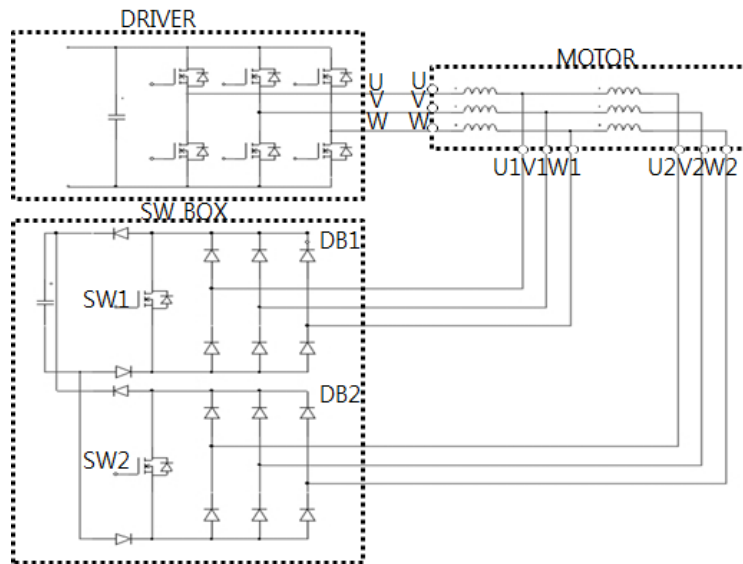 DRIVER
MOTOR
U
V
W
U
V
W
U1V1W1
U2V2W2
SW BOX
DB1
SW1
DB2
SW2